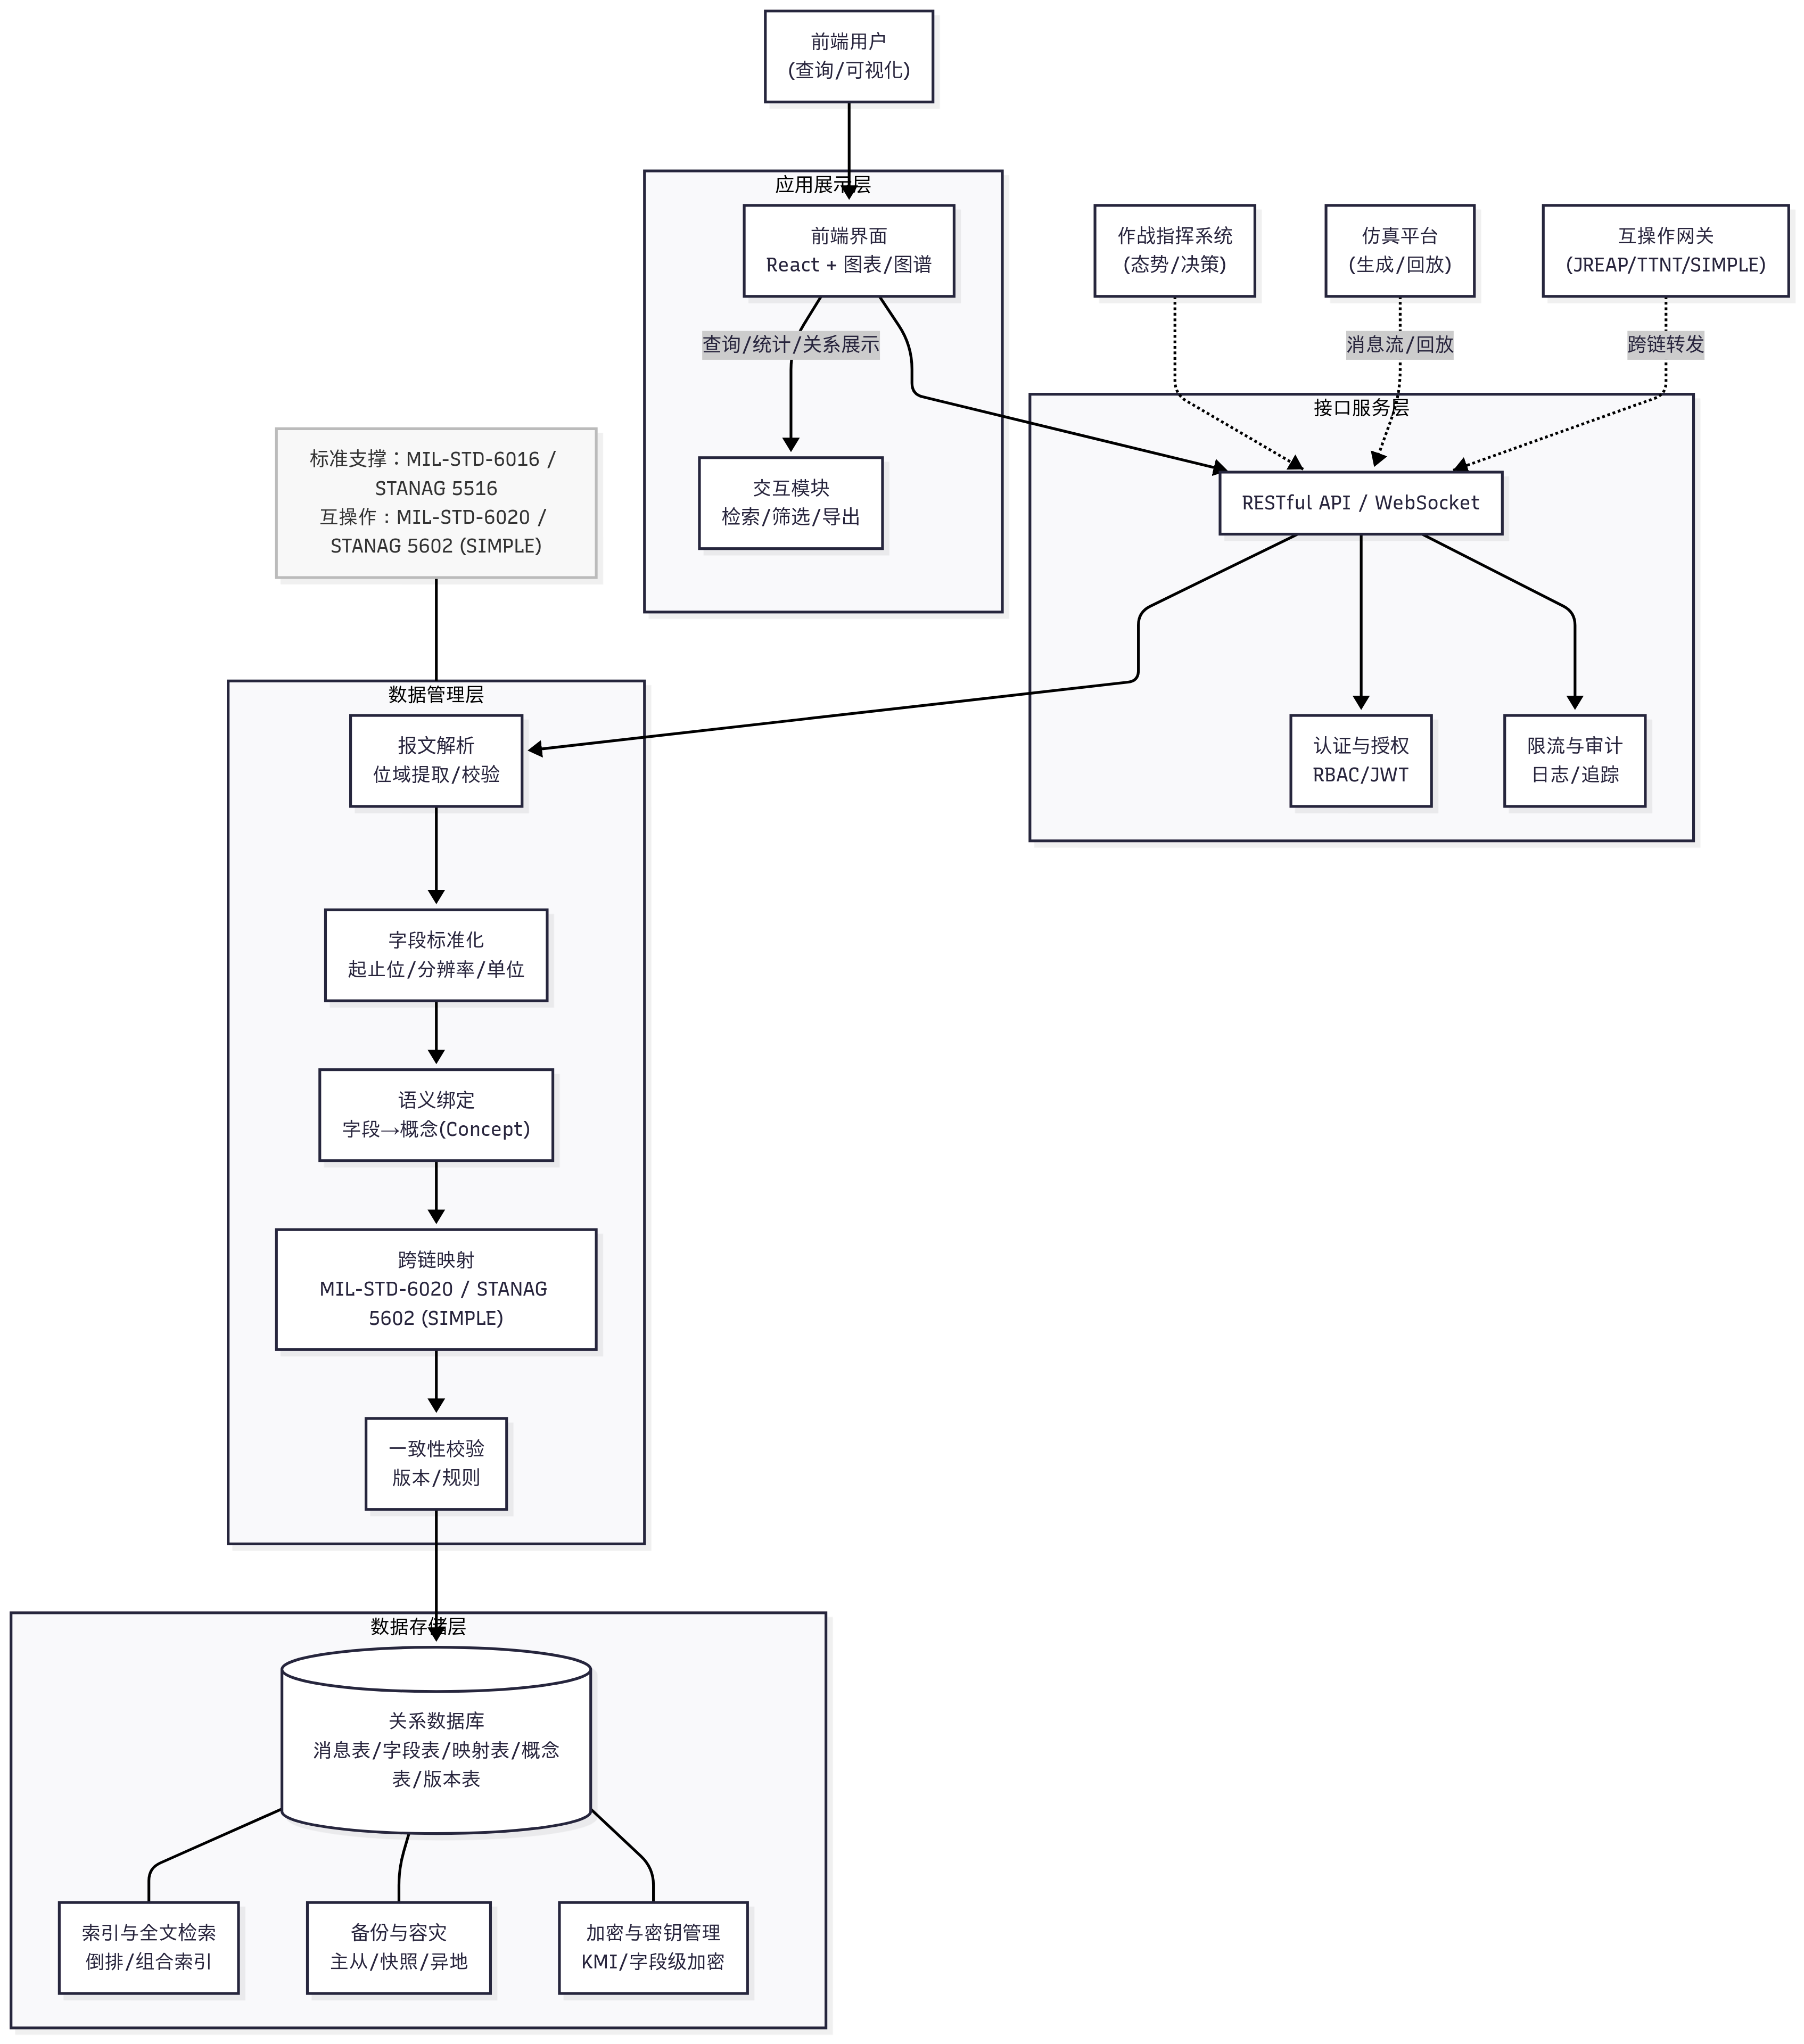 前端用户
(查询/可视化)
应用展示层
前端界面
React + 图表/图谱
作战指挥系统
(态势/决策)
仿真平台
(生成/回放)
互操作网关
(JREAP/TTNT/SIMPLE)
查询/统计/关系展示
消息流/回放
跨链转发
接口服务层
标准支撑：MIL-STD-6016 /
STANAG 5516
互操作：MIL-STD-6020 /
STANAG 5602 (SIMPLE)
交互模块
检索/筛选/导出
RESTful API / WebSocket
数据管理层
报文解析
位域提取/校验
认证与授权
RBAC/JWT
限流与审计
日志/追踪
字段标准化
起止位/分辨率/单位
语义绑定
字段→概念(Concept)
跨链映射
MIL-STD-6020 / STANAG
5602 (SIMPLE)
一致性校验
版本/规则
数据存储层
关系数据库
消息表/字段表/映射表/概念
表/版本表
索引与全文检索
倒排/组合索引
备份与容灾
主从/快照/异地
加密与密钥管理
KMI/字段级加密